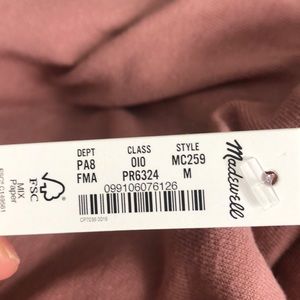 DEPT CLASS STYLE
PA8 010 MC259
FMA PR6324 M
099106076126
Madewell
FSC
MIX
Paper